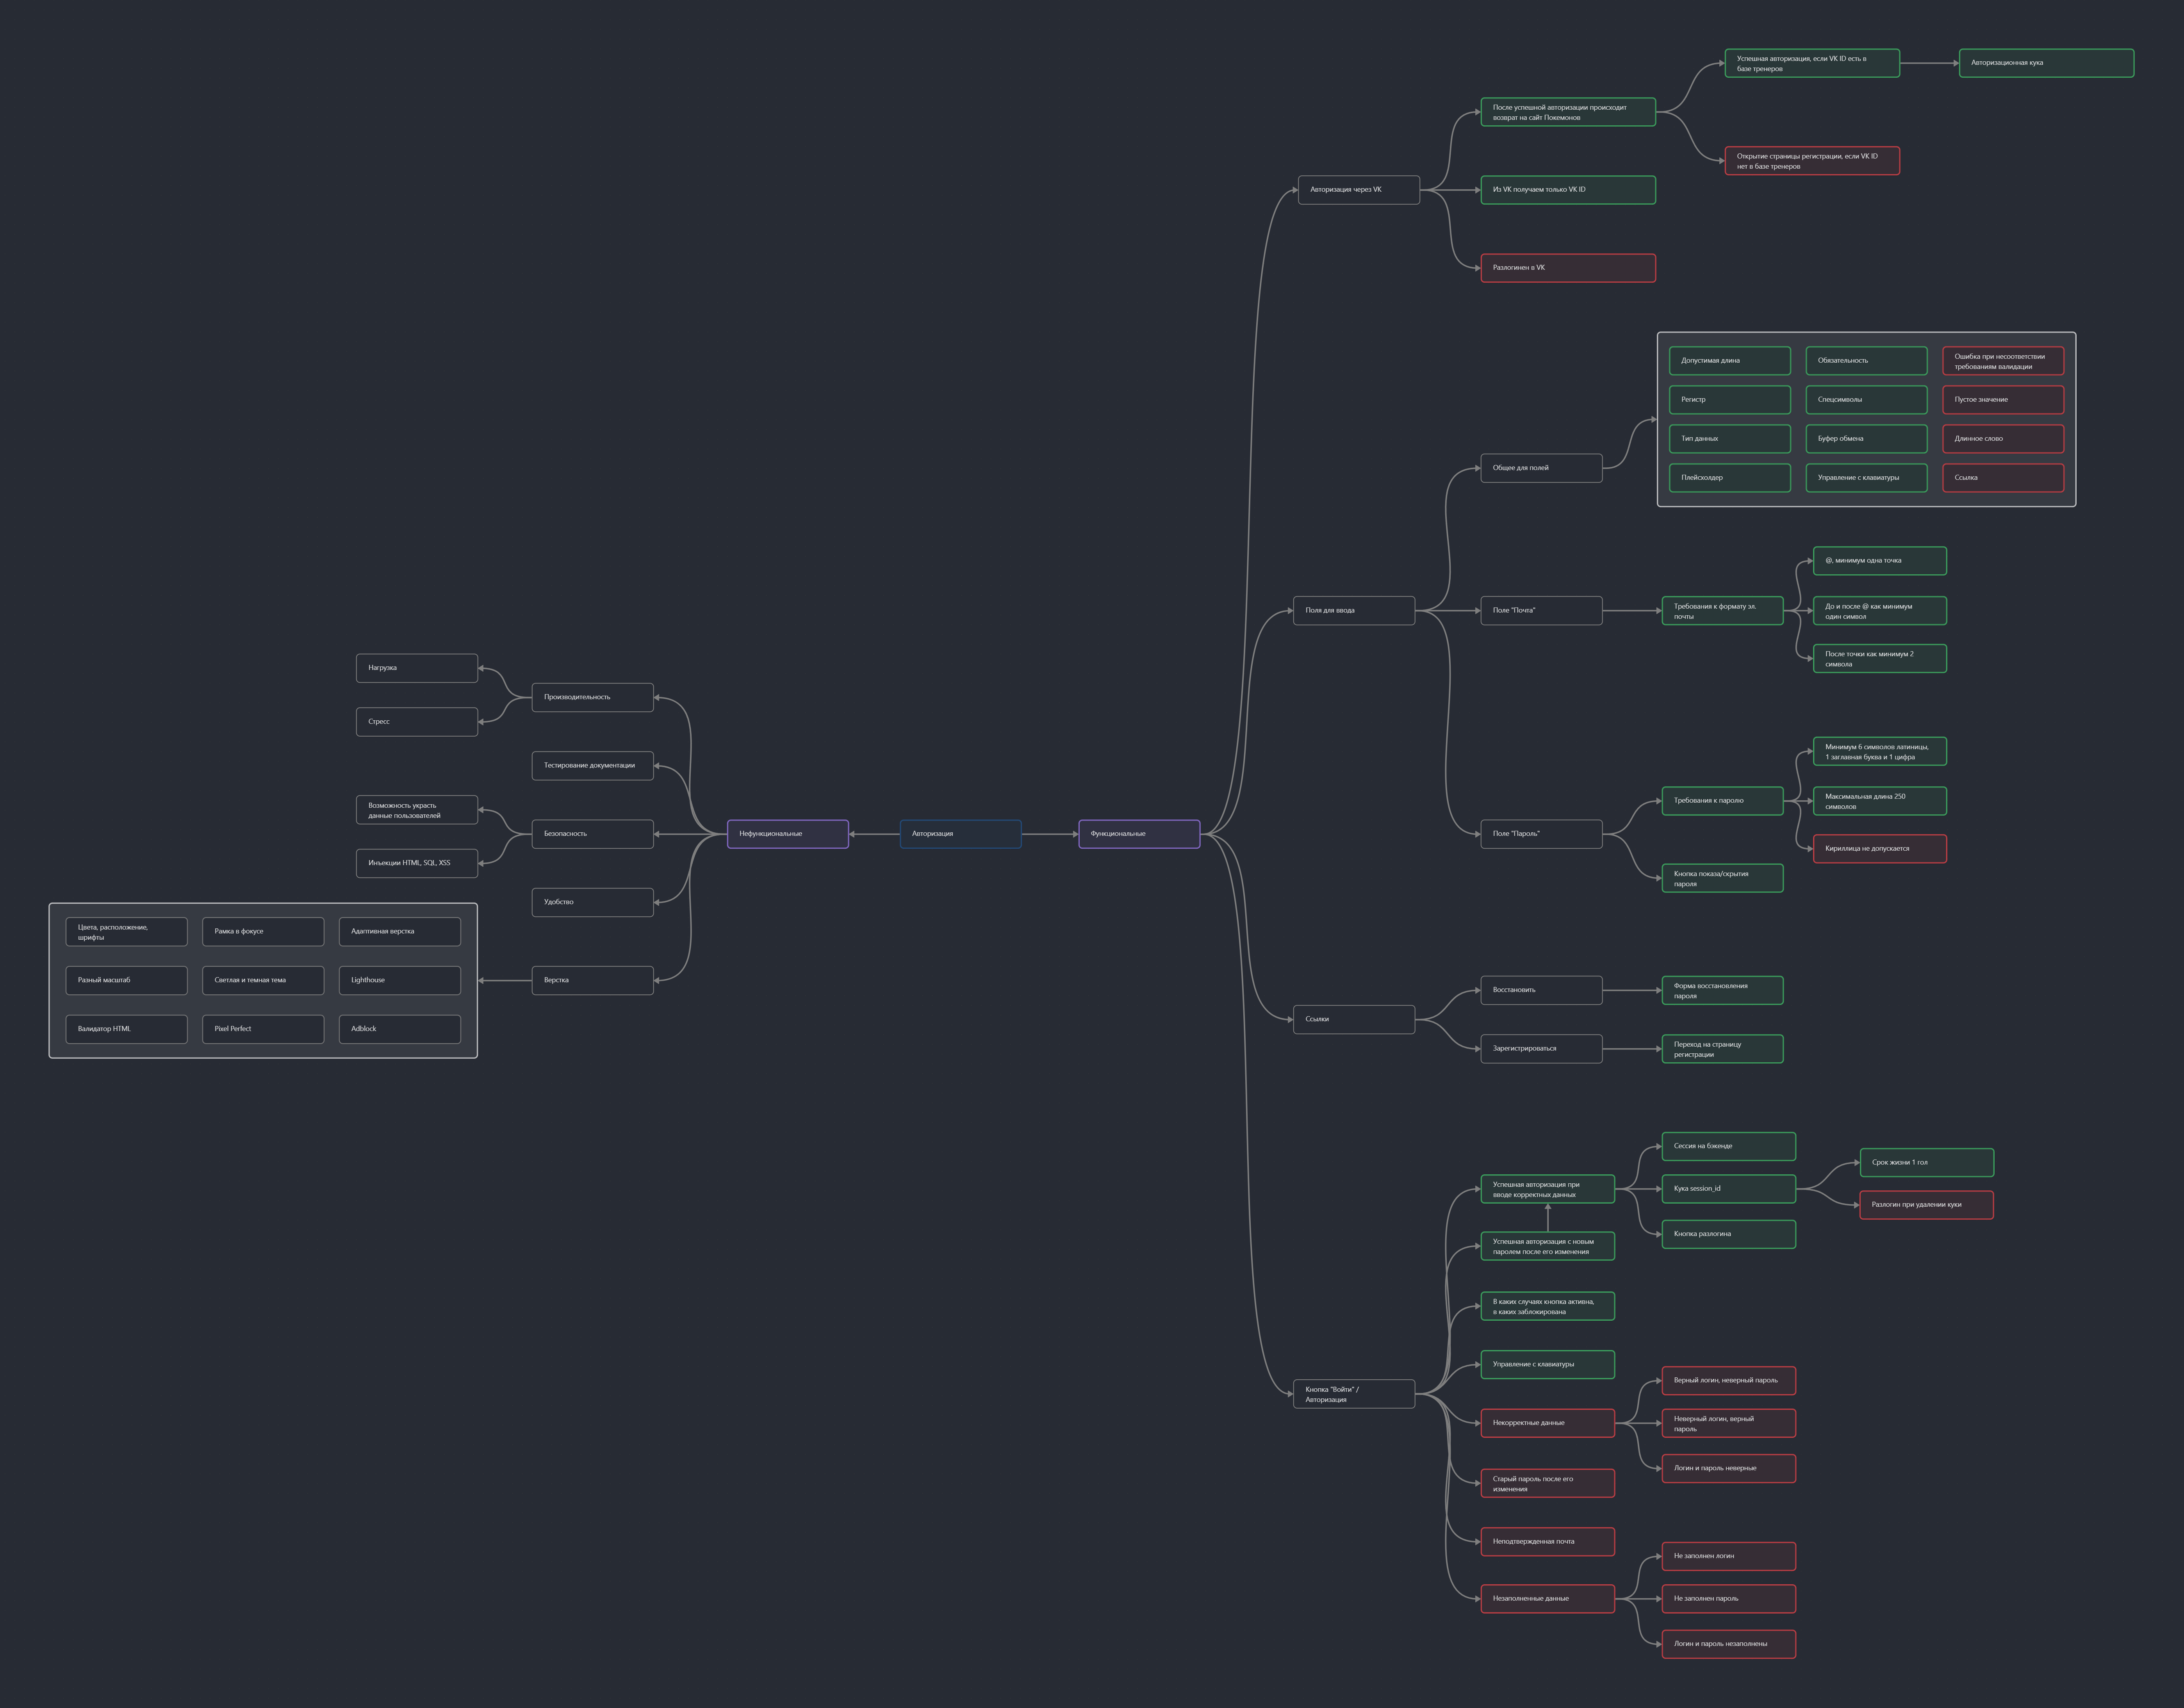 Успешная авторизация, если VK ID есть в
базе тренеров
Авторизационная кука
После успешной авторизации происходит
возврат на сайт Покемонов
Открытие страницы регистрации, если VK ID
нет в базе тренеров
Авторизация через VK
Из VK получаем только VK ID
Разлогинен в VK
Допустимая длина
Обязательность
Ошибка при несоответствии
требованиям валидации
Регистр
Спецсимволы
Пустое значение
Тип данных
Буфер обмена
Длинное слово
Плейсхолдер
Управление с клавиатуры
Ссылка
Общее для полей
Поля для ввода
Поле "Почта"
Требования к формату эл.
почты
@, минимум одна точка
До и после @ как минимум
один символ
После точки как минимум 2
символа
Поле "Пароль"
Требования к паролю
Минимум 6 символов латиницы,
1 заглавная буква и 1 цифра
Максимальная длина 250
символов
Кириллица не допускается
Кнопка показа/скрытия
пароля
Нагрузка
Стресс
Производительность
Тестирование документации
Возможность украсть
данные пользователей
Инъекции HTML, SQL, XSS
Безопасность
Нефункциональные
Авторизация
Функциональные
Удобство
Верстка
Цвета, расположение,
шрифты
Рамка в фокусе
Адаптивная верстка
Разный масштаб
Светлая и темная тема
Lighthouse
Валидатор HTML
Pixel Perfect
Adblock
Ссылки
Восстановить
Форма восстановления
пароля
Зарегистрироваться
Переход на страницу
регистрации
Кнопка "Войти" /
Авторизация
Успешная авторизация при
вводе корректных данных
Сессия на бэкенде
Кука session_id
Срок жизни 1 гол
Разлогин при удалении куки
Кнопка разлогина
Успешная авторизация с новым
паролем после его изменения
В каких случаях кнопка активна,
в каких заблокирована
Управление с клавиатуры
Некорректные данные
Верный логин, неверный пароль
Неверный логин, верный
пароль
Логин и пароль неверные
Старый пароль после его
изменения
Неподтвержденная почта
Незаполненные данные
Не заполнен логин
Не заполнен пароль
Логин и пароль незаполнены